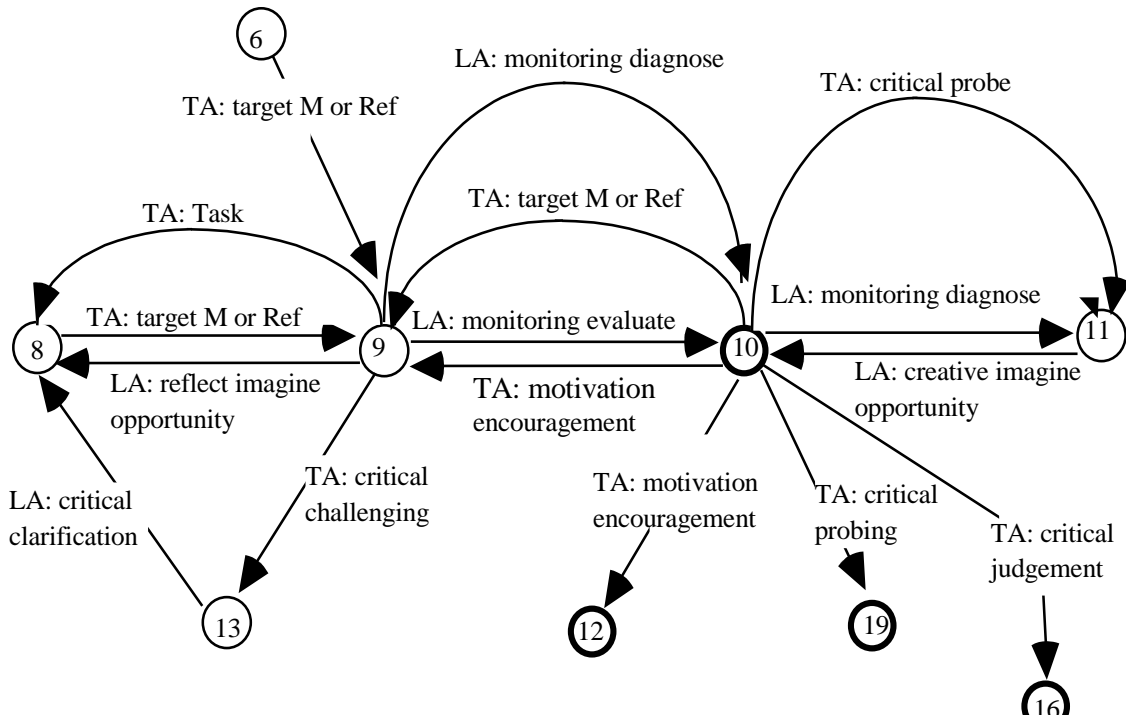 6
LA: monitoring diagnose
TA: critical probe
TA: target M or Ref
TA: target M or Ref
TA: Task
LA: monitoring diagnose
TA: target M or Ref
LA: monitoring evaluate
8
9
10
11
LA: reflect imagine
opportunity
TA: motivation
encouragement
LA: creative imagine
opportunity
TA: critical
challenging
LA: critical
clarification
TA: motivation
encouragement
TA: critical
probing
TA: critical
judgement
13
12
19
16